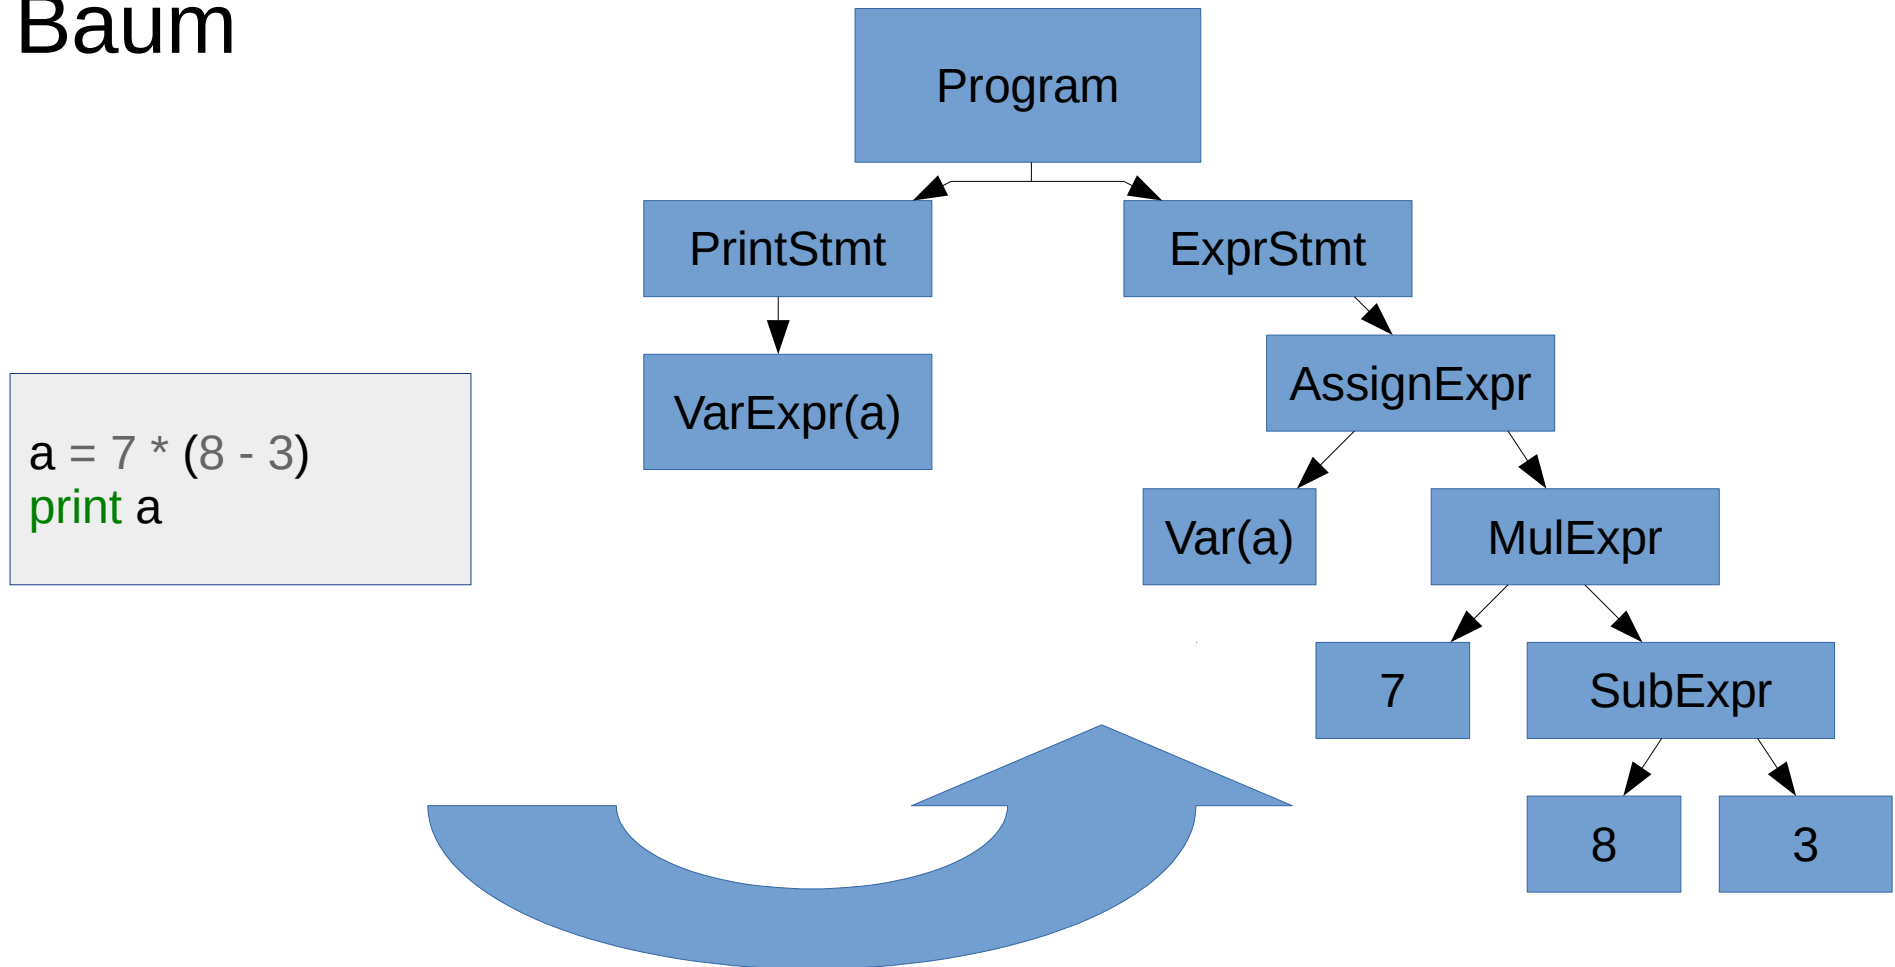 Baum
Program
PrintStmt
ExprStmt
AssignExpr
VarExpr(a)
a = 7 * (8 - 3)
print a
Var(a)
MulExpr
7
SubExpr
8
3